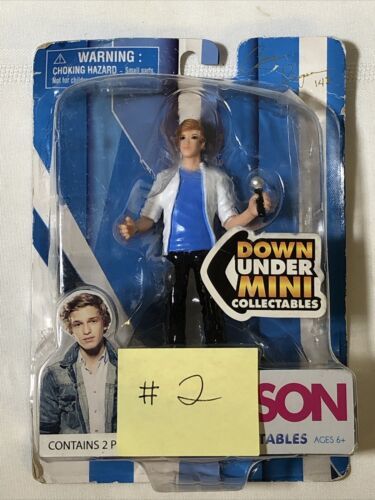 WARNING :
CHOKING HAZARD - Small parts.
Not for children
DOWN
UNDER
MINI
COLLECTABLES
# 2
SON
CONTAINS 2 P
TABLES AGES 6+